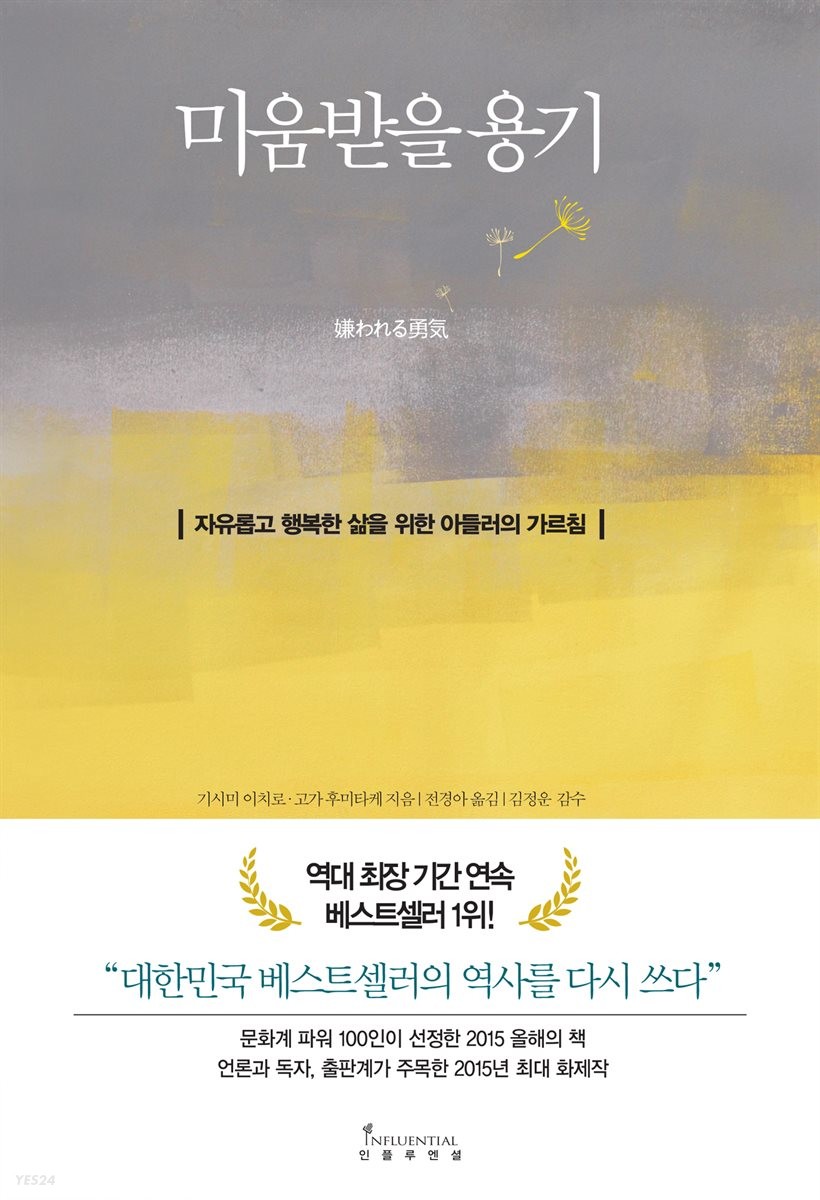 미움받을 용기
嫌われる勇気
| 자유롭고 행복한 삶을 위한 아들러의 가르침 |
기시미 이치로 · 고가 후미타케 지음 | 전경아 옮김 | 김정운 감수
역대 최장 기간 연속
베스트셀러 1위!
“대한민국 베스트셀러의 역사를 다시 쓰다”
문화계 파워 100인이 선정한 2015 올해의 책
언론과 독자, 출판계가 주목한 2015년 최대 화제작
INFLUENTIAL
인플루엔셜
YES24